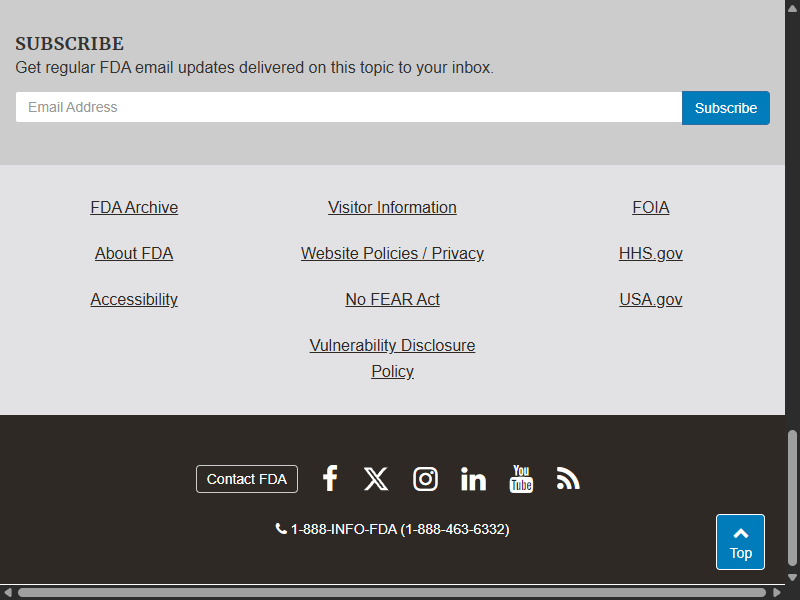 SUBSCRIBE
Get regular FDA email updates delivered on this topic to your inbox.
Email Address
Subscribe
FDA Archive
Visitor Information
FOIA
About FDA
Website Policies / Privacy
HHS.gov
Accessibility
No FEAR Act
USA.gov
Vulnerability Disclosure
Policy
Contact FDA
You
Tube
1-888-INFO-FDA (1-888-463-6332)
Top